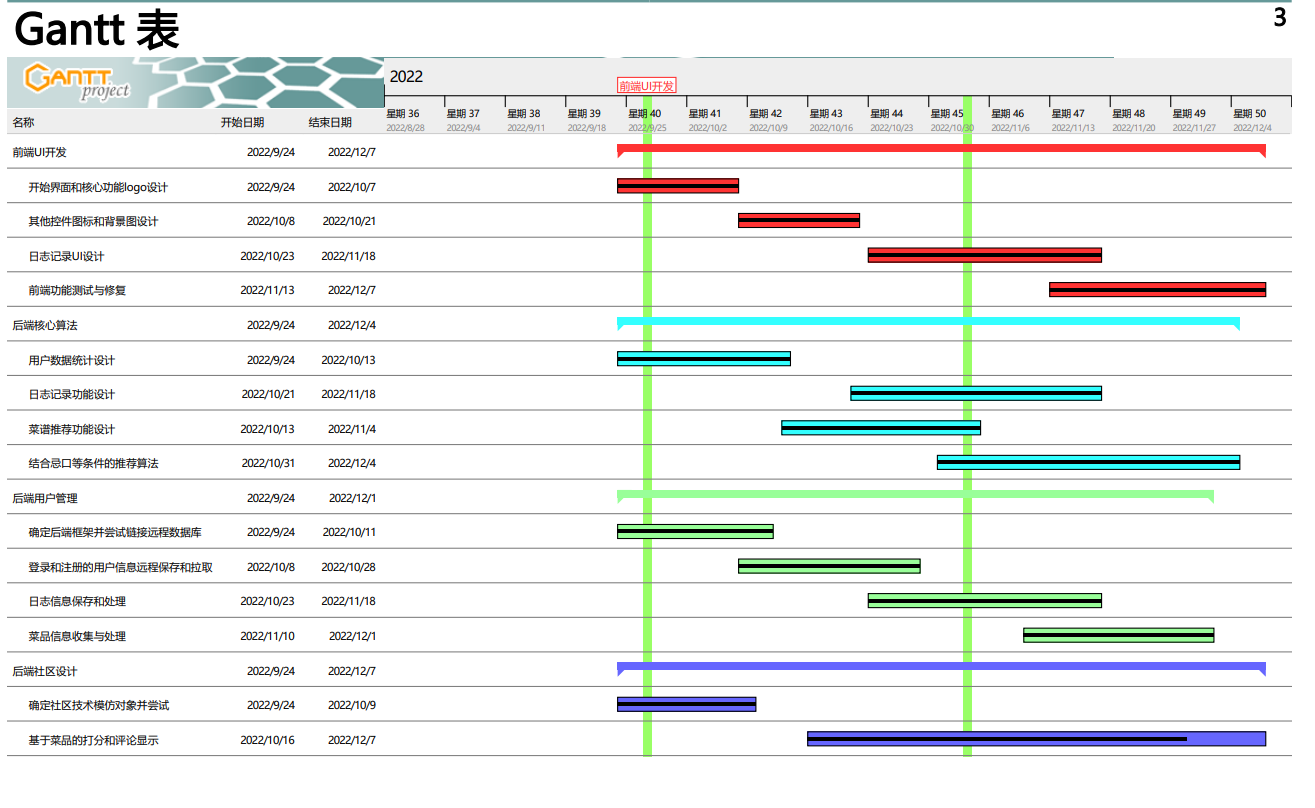 Gantt 表
3
GANTT
project
2022
前端UI开发
名称 开始日期 结束日期
星期 36 星期 37 星期 38 星期 39 星期 40 星期 41 星期 42 星期 43 星期 44 星期 45 星期 46 星期 47 星期 48 星期 49 星期 50
2022/8/28 2022/9/4 2022/9/11 2022/9/18 2022/9/25 2022/10/2 2022/10/9 2022/10/16 2022/10/23 2022/10/30 2022/11/6 2022/11/13 2022/11/20 2022/11/27 2022/12/4
前端UI开发 2022/9/24 2022/12/7
开始界面和核心功能logo设计 2022/9/24 2022/10/7
其他控件图标和背景图设计 2022/10/8 2022/10/21
日志记录UI设计 2022/10/23 2022/11/18
前端功能测试与修复 2022/11/13 2022/12/7
后端核心算法 2022/9/24 2022/12/4
用户数据统计设计 2022/9/24 2022/10/13
日志记录功能设计 2022/10/21 2022/11/18
菜谱推荐功能设计 2022/10/13 2022/11/4
结合忌口等条件的推荐算法 2022/10/31 2022/12/4
后端用户管理 2022/9/24 2022/12/1
确定后端框架并尝试链接远程数据库 2022/9/24 2022/10/11
登录和注册的用户信息远程保存和拉取 2022/10/8 2022/10/28
日志信息保存和处理 2022/10/23 2022/11/18
菜品信息收集与处理 2022/11/10 2022/12/1
后端社区设计 2022/9/24 2022/12/7
确定社区技术模仿对象并尝试 2022/9/24 2022/10/9
基于菜品的打分和评论显示 2022/10/16 2022/12/7